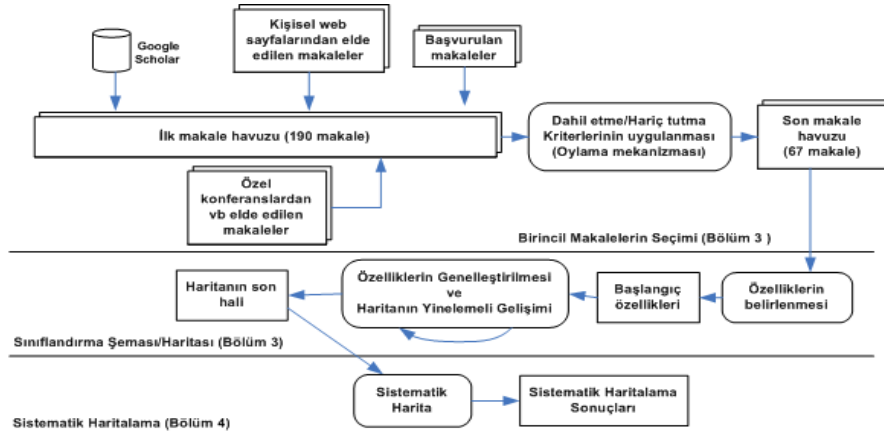 Google
Scholar
Kişisel web
sayfalarından elde
edilen makaleler
Başvurulan
makaleler
İlk makale havuzu (190 makale)
Dahil etme/Hariç tutma
Kriterlerinin uygulanması
(Oylama mekanizması)
Son makale
havuzu
(67 makale)
Özel
konferanslardan
vb elde edilen
makaleler
Birincil Makalelerin Seçimi (Bölüm 3 )
Haritanın son
hali
Özelliklerin Genelleştirilmesi
ve
Haritanın Yinelemeli Gelişimi
Başlangıç
özellikleri
Özelliklerin
belirlenmesi
Sınıflandırma Şeması/Haritası (Bölüm 3)
Sistematik
Harita
Sistematik Haritalama
Sonuçları
Sistematik Haritalama (Bölüm 4)